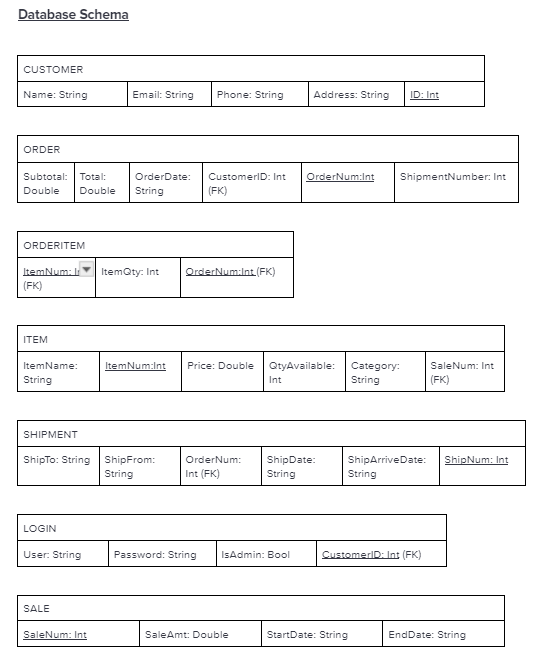 Database Schema
CUSTOMER
Name: String Email: String Phone: String Address: String ID: Int
ORDER
Subtotal: Double Total: Double OrderDate: String CustomerID: Int (FK) OrderNum:Int ShipmentNumber: Int
ORDERITEM
ItemNum: (FK) ItemQty: Int OrderNum:Int (FK)
ITEM
ItemName: String ItemNum:Int Price: Double QtyAvailable: Int Category: String SaleNum: Int (FK)
SHIPMENT
ShipTo: String ShipFrom: String OrderNum: Int (FK) ShipDate: String ShipArriveDate: String ShipNum: Int
LOGIN
User: String Password: String IsAdmin: Bool CustomerID: Int (FK)
SALE
SaleNum: Int SaleAmt: Double StartDate: String EndDate: String